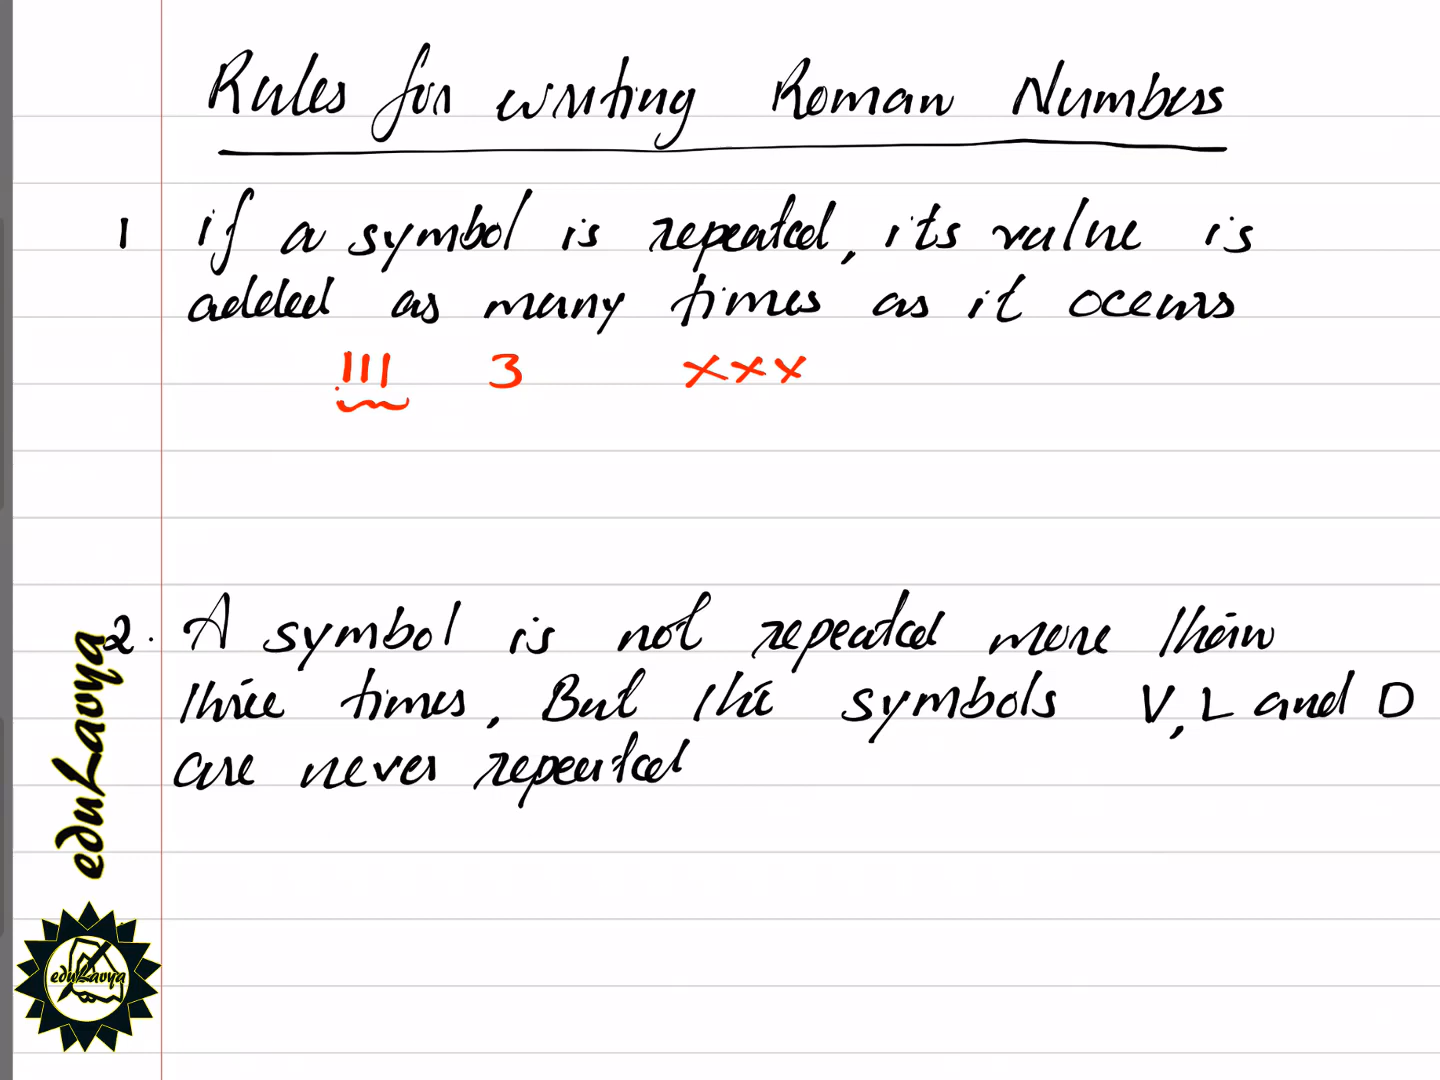 Rules for writing Roman Numbers
1 if a symbol is repeated, its value is
added as many times as it occurs
III 3 XXX
2. A symbol is not repeated more than
three times, But the symbols V, L and D
are never repeated
eduLavya
eduLavya